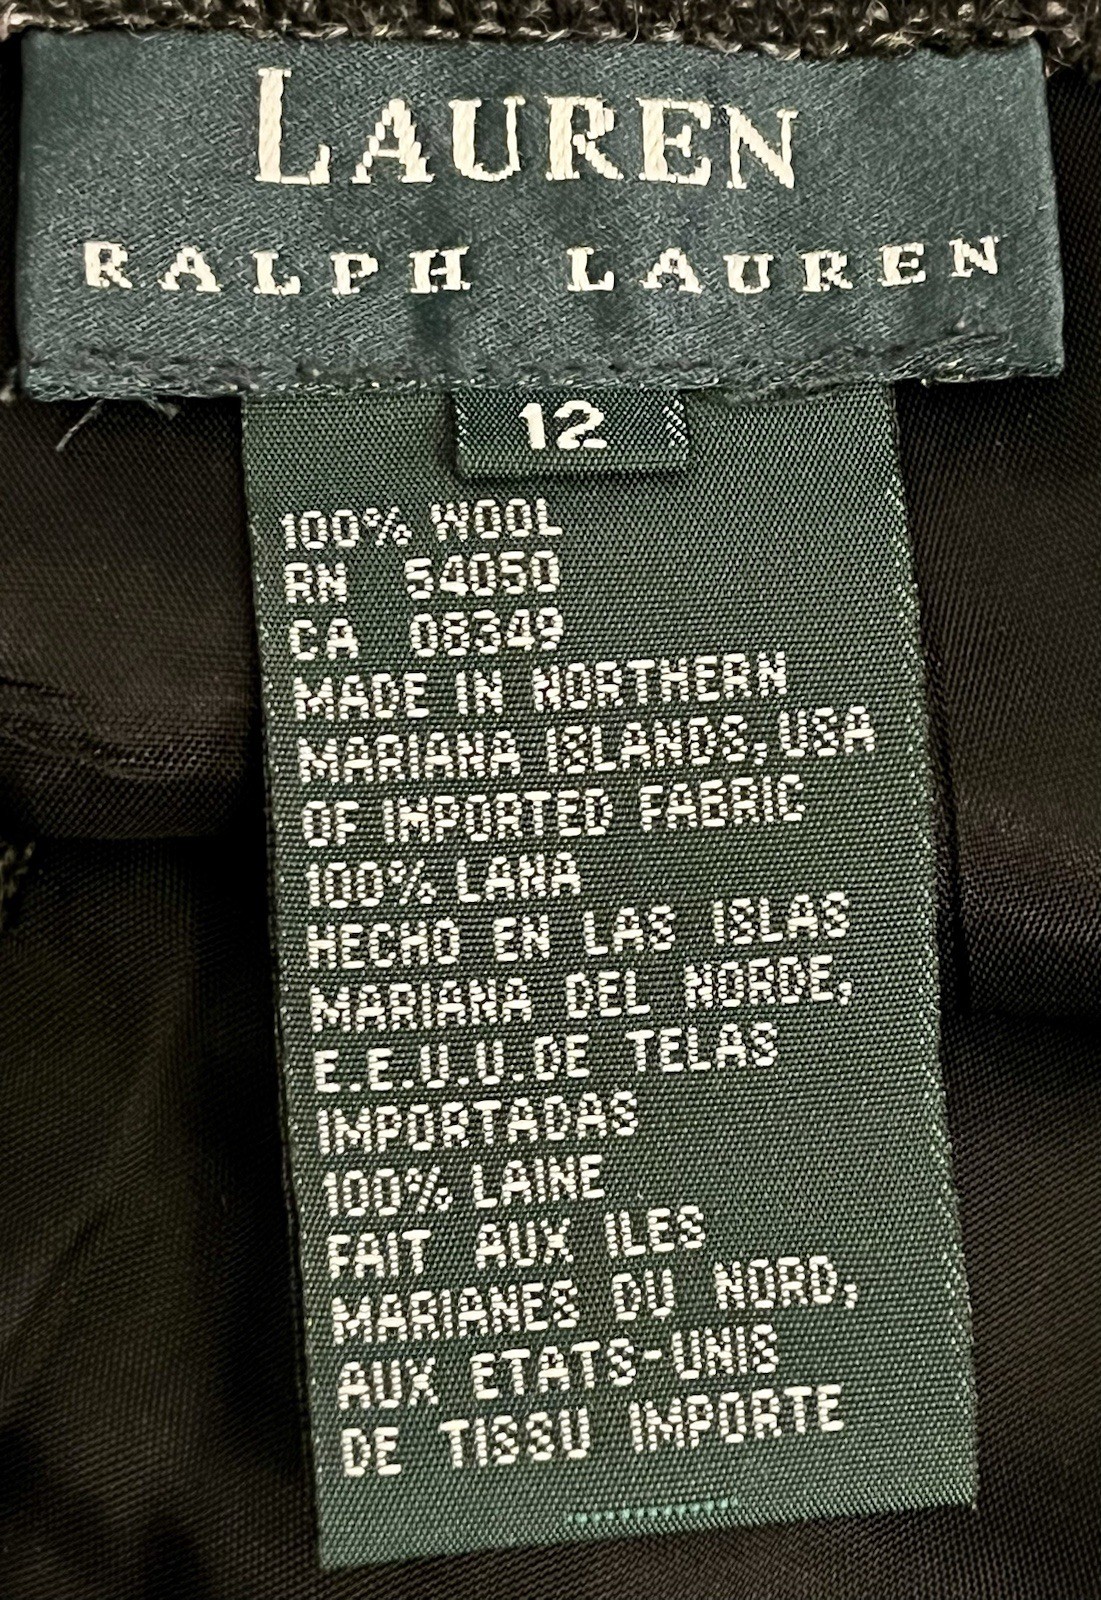 LAUREN
RALPH LAUREN
12
100% WOOL
RN 54050
CA 08349
MADE IN NORTHERN
MARIANA ISLANDS, USA
OF IMPORTED FABRIC
100% LANA
HECHO EN LAS ISLAS
MARIANA DEL NORDE,
E.E.U.U.DE TELAS
IMPORTADAS
100% LAINE
FAIT AUX ILES
MARIANES DU NORD,
AUX ETATS-UNIS
DE TISSU IMPORTE